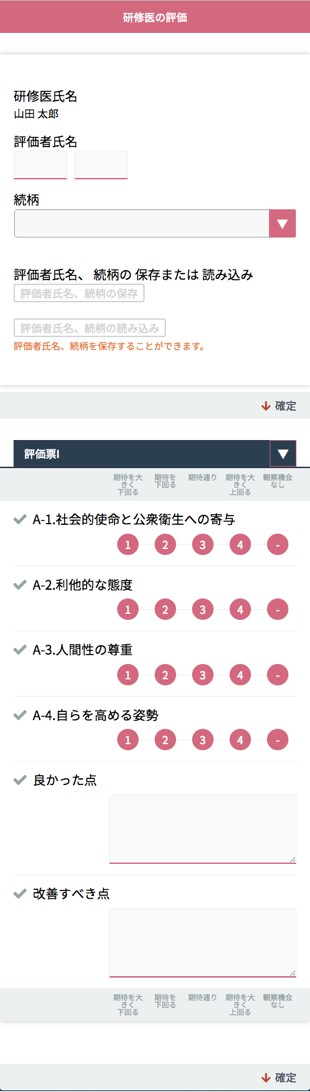 研修医の評価
研修医氏名
山田 太郎
評価者氏名
続柄
評価者氏名、 続柄の 保存または 読み込み
評価者氏名、続柄の保存
評価者氏名、続柄の読み込み
評価者氏名、続柄を保存することができます。
確定
評価票I
期待を大きく下回る 期待を下回る 期待通り 期待を大きく上回る 観察機会なし
A-1.社会的使命と公衆衛生への寄与
1 2 3 4 -
A-2.利他的な態度
1 2 3 4 -
A-3.人間性の尊重
1 2 3 4 -
A-4.自らを高める姿勢
1 2 3 4 -
良かった点
改善すべき点
期待を大きく下回る 期待を下回る 期待通り 期待を大きく上回る 観察機会なし
確定